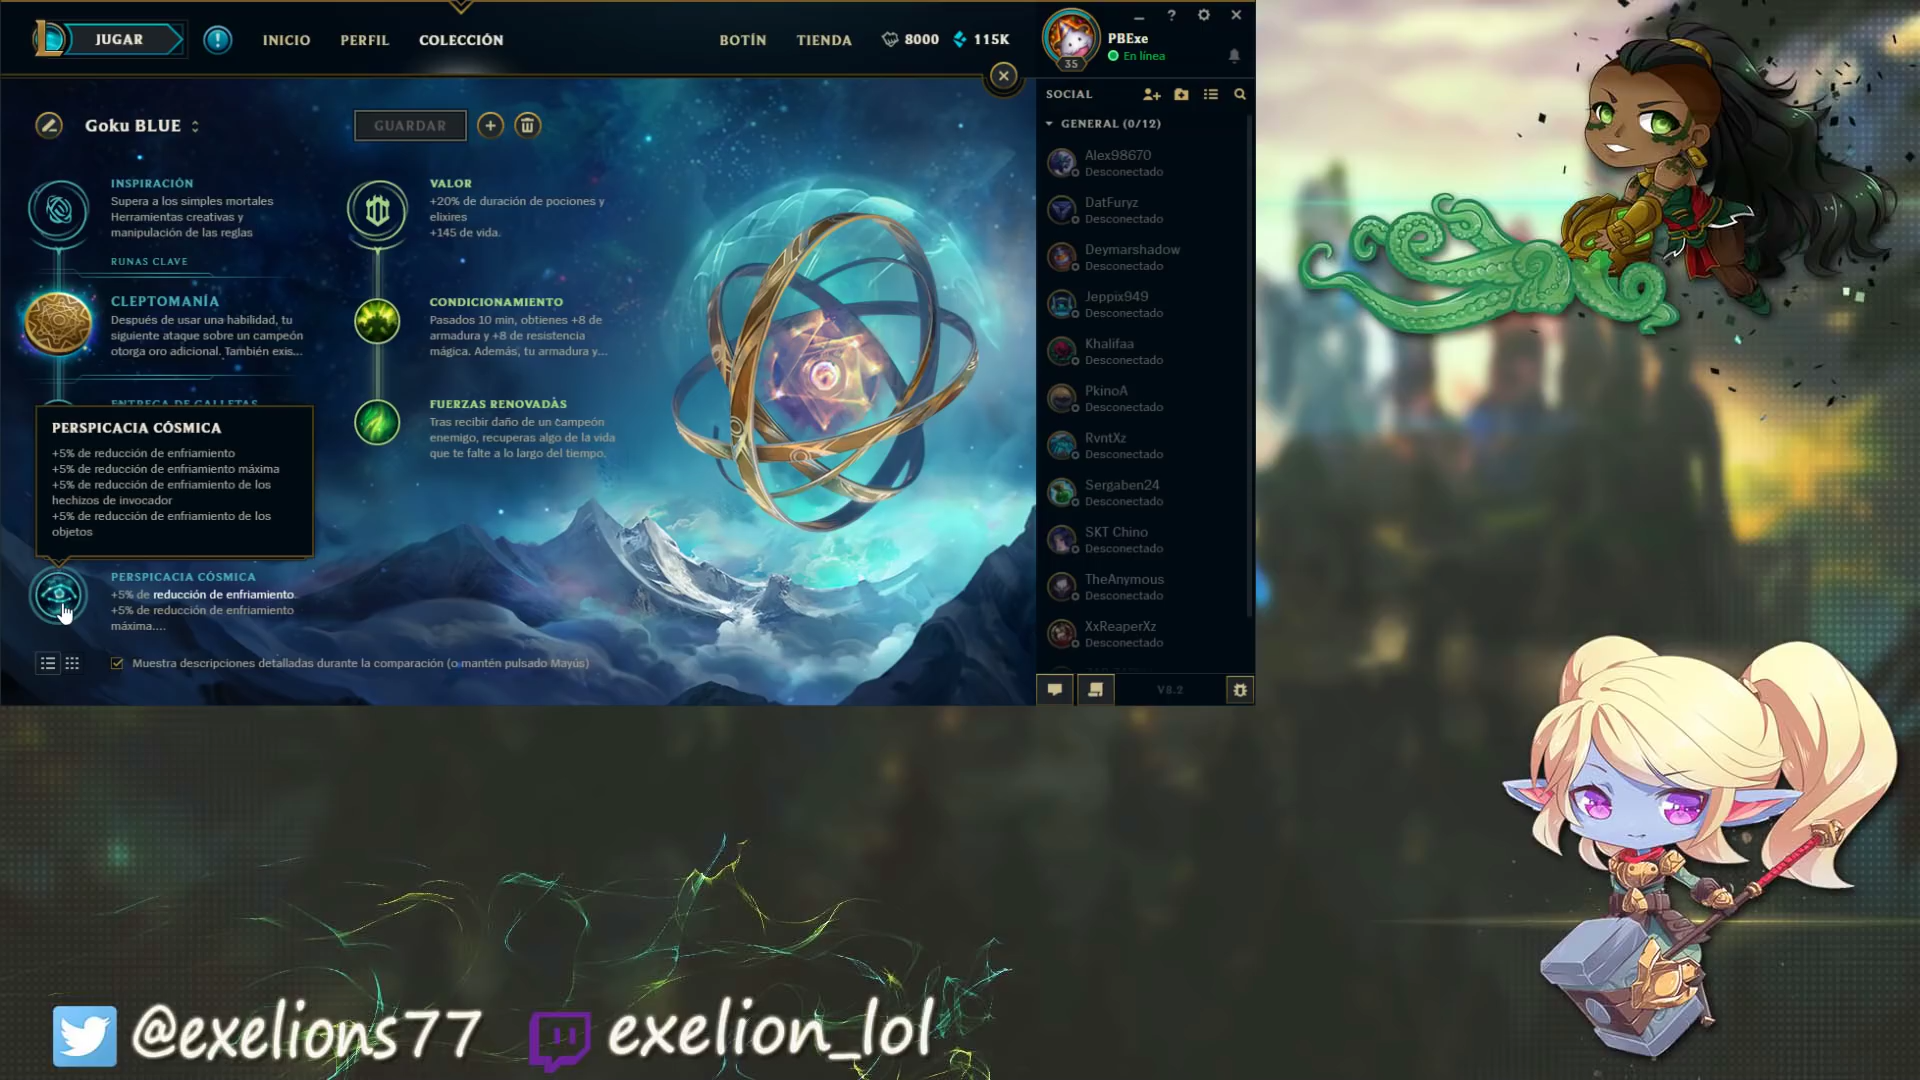 JUGAR
INICIO
PERFIL
COLECCIÓN
BOTÍN
TIENDA
8000
115K
35
PBExe
En línea
Goku BLUE
GUARDAR
INSPIRACIÓN
Supera a los simples mortales
Herramientas creativas y
manipulación de las reglas
RUNAS CLAVE
CLEPTOMANÍA
Después de usar una habilidad, tu
siguiente ataque sobre un campeón
otorga oro adicional. También exis...
ENTREGA DE GALLETAS
PERSPICACIA CÓSMICA
+5% de reducción de enfriamiento
+5% de reducción de enfriamiento máxima
+5% de reducción de enfriamiento de los
hechizos de invocador
+5% de reducción de enfriamiento de los
objetos
PERSPICACIA CÓSMICA
+5% de reducción de enfriamiento
+5% de reducción de enfriamiento
máxima....
VALOR
+20% de duración de pociones y
elixires
+145 de vida.
CONDICIONAMIENTO
Pasados 10 min, obtienes +8 de
armadura y +8 de resistencia
mágica. Además, tu armadura y...
FUERZAS RENOVADAS
Tras recibir daño de un campeón
enemigo, recuperas algo de la vida
que te falte a lo largo del tiempo.
Muestra descripciones detalladas durante la comparación (o mantén pulsado Mayús)
SOCIAL
GENERAL (0/12)
Alex98670
Desconectado
DatFuryz
Desconectado
Deymarshadow
Desconectado
Jeppix949
Desconectado
Khalifaa
Desconectado
PkinoA
Desconectado
RvntXz
Desconectado
Sergaben24
Desconectado
SKT Chino
Desconectado
TheAnymous
Desconectado
XxReaperXz
Desconectado
V8.2
@exelions77
exelion_lol